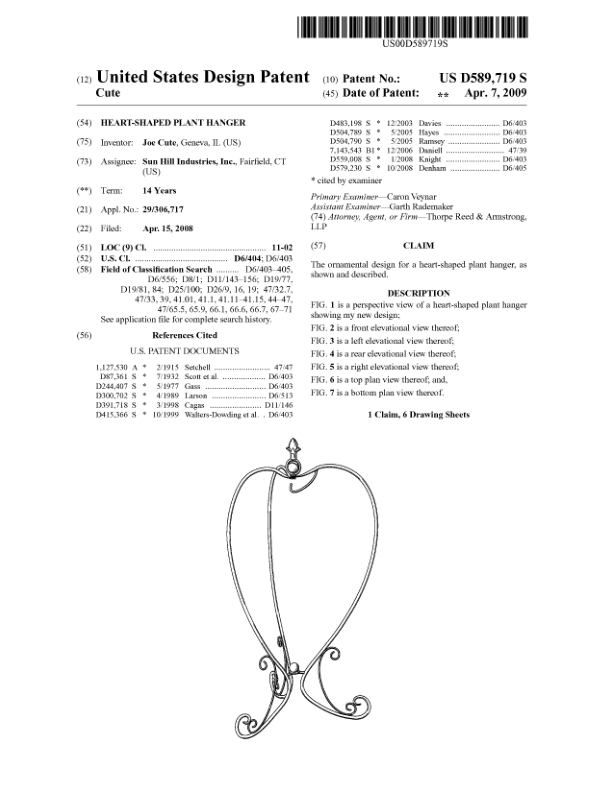 US00D589719S
(12) United States Design Patent
Cute
(10) Patent No.: US D589,719 S
(45) Date of Patent: ** Apr. 7, 2009
(54) HEART-SHAPED PLANT HANGER
(75) Inventor: Joe Cute, Geneva, IL (US)
(73) Assignee: Sun Hill Industries, Inc., Fairfield, CT
(US)
(**) Term: 14 Years
(21) Appl. No.: 29/306,717
(22) Filed: Apr. 15, 2008
(51) LOC (9) Cl. .......................................... 11-02
(52) U.S. Cl. ................................... D6/404; D6/403
(58) Field of Classification Search ......... D6/403–405,
D6/556; D8/1; D11/143–156; D19/77,
D19/81, 84; D25/100; D26/9, 16, 19; 47/32.7,
47/33, 39, 41.01, 41.1, 41.11–41.15, 44–47,
47/65.5, 65.9, 66.1, 66.6, 66.7, 67–71
See application file for complete search history.
(56) References Cited
U.S. PATENT DOCUMENTS
1,127,530 A * 2/1915 Setchell ......................... 47/47
D87,361 S * 7/1932 Scott et al. ................... D6/403
D244,407 S * 5/1977 Gass ........................... D6/403
D300,702 S * 4/1989 Larson ........................ D6/513
D391,718 S * 3/1998 Cagas ........................ D11/146
D415,366 S * 10/1999 Walters-Dowding et al. . D6/403
D483,198 S * 12/2003 Davies ........................ D6/403
D504,789 S * 5/2005 Hayes ......................... D6/403
D504,790 S * 5/2005 Ramsey ....................... D6/403
7,143,543 B1 * 12/2006 Daniell .......................... 47/39
D559,008 S * 1/2008 Knight ........................ D6/403
D579,230 S * 10/2008 Denham ...................... D6/405
* cited by examiner
Primary Examiner—Caron Veynar
Assistant Examiner—Garth Rademaker
(74) Attorney, Agent, or Firm—Thorpe Reed & Armstrong,
LLP
(57) CLAIM
The ornamental design for a heart-shaped plant hanger, as
shown and described.
DESCRIPTION
FIG. 1 is a perspective view of a heart-shaped plant hanger
showing my new design;
FIG. 2 is a front elevational view thereof;
FIG. 3 is a left elevational view thereof;
FIG. 4 is a rear elevational view thereof;
FIG. 5 is a right elevational view thereof;
FIG. 6 is a top plan view thereof; and,
FIG. 7 is a bottom plan view thereof.
1 Claim, 6 Drawing Sheets